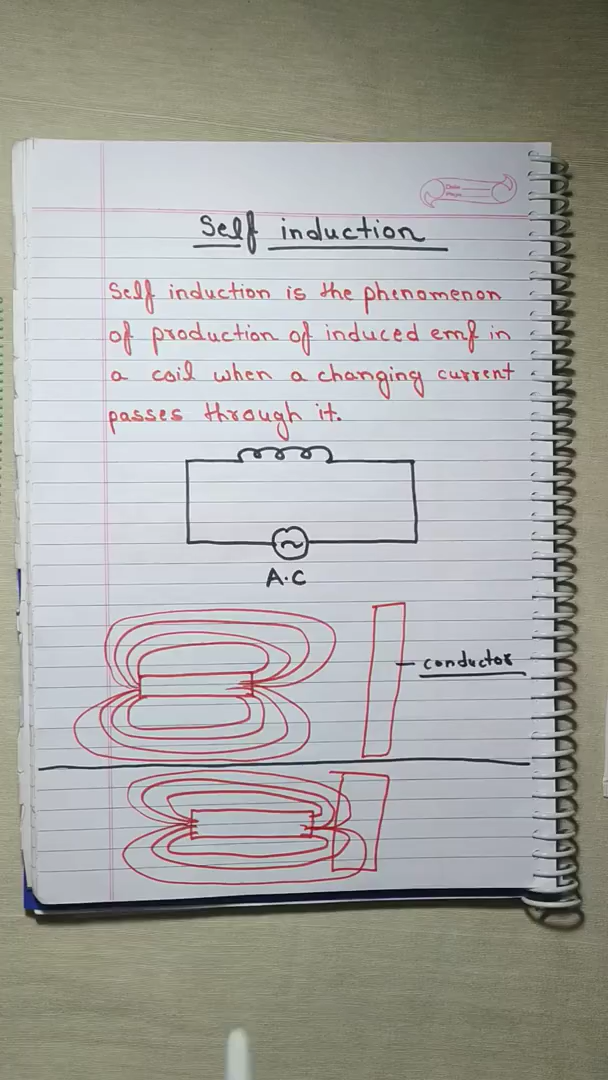 Self induction
Self induction is the phenomenon
of production of induced emf in
a coil when a changing current
passes through it.
A.C
conductor